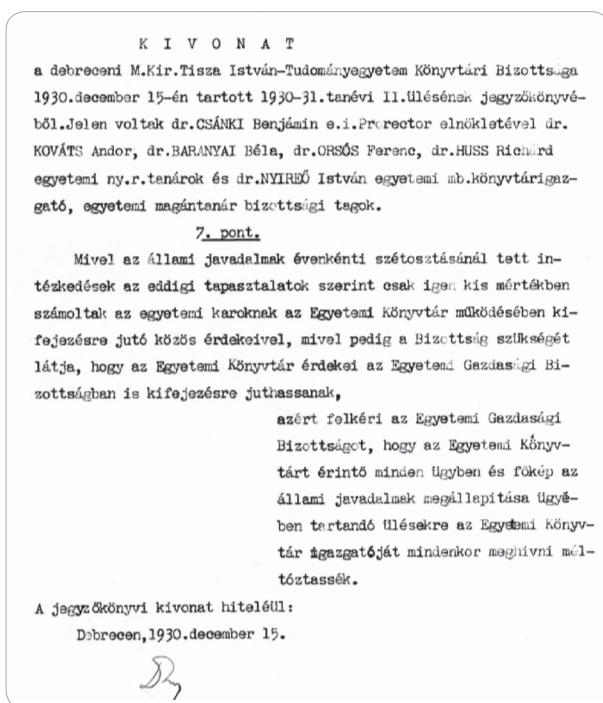 K I V O N A T
a debreceni M.Kir.Tisza István-Tudományegyetem Könyvtári Bizottsága
1930.december 15-én tartott 1930-31.tanévi II.ülésének jegyzőkönyvé-
ből.Jelen voltak dr.CSÁNKI Benjámin e.i.Prorector elnökletével dr.
KOVÁTS Andor, dr.BARANYAI Béla, dr.ORSÓS Ferenc, dr.HUSS Richárd
egyetemi ny.r.tanárok és dr.NYIREŐ István egyetemi mb.könyvtárigaz-
gató, egyetemi magántanár bizottsági tagok.
7. pont.
Mivel az állami javadalmak évenkénti szétosztásánál tett in-
tézkedések az eddigi tapasztalatok szerint csak igen kis mértékben
számoltak az egyetemi karoknak az Egyetemi Könyvtár működésében ki-
fejezésre jutó közös érdekeivel, mivel pedig a Bizottság szükségét
látja, hogy az Egyetemi Könyvtár érdekei az Egyetemi Gazdasági Bi-
zottságban is kifejezésre juthassanak,
azért felkéri az Egyetemi Gazdasági
Bizottságot, hogy az Egyetemi Könyv-
tárt érintő minden ügyben és főkép az
állami javadalmak megállapitása ügyé-
ben tartandó ülésekre az Egyetemi Könyv-
tár igazgatóját mindenkor meghivni mél-
tóztassék.
A jegyzőkönyvi kivonat hiteléül:
Debrecen,1930.december 15.